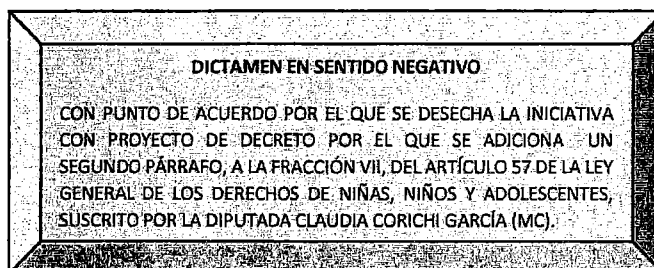 DICTAMEN EN SENTIDO NEGATIVO
CON PUNTO DE ACUERDO POR EL QUE SE DESECHA LA INICIATIVA
CON PROYECTO DE DECRETO POR EL QUE SE ADICIONA UN
SEGUNDO PÁRRAFO, A LA FRACCIÓN VII, DEL ARTÍCULO 57 DE LA LEY
GENERAL DE LOS DERECHOS DE NIÑAS, NIÑOS Y ADOLESCENTES,
SUSCRITO POR LA DIPUTADA CLAUDIA CORICHI GARCÍA (MC).